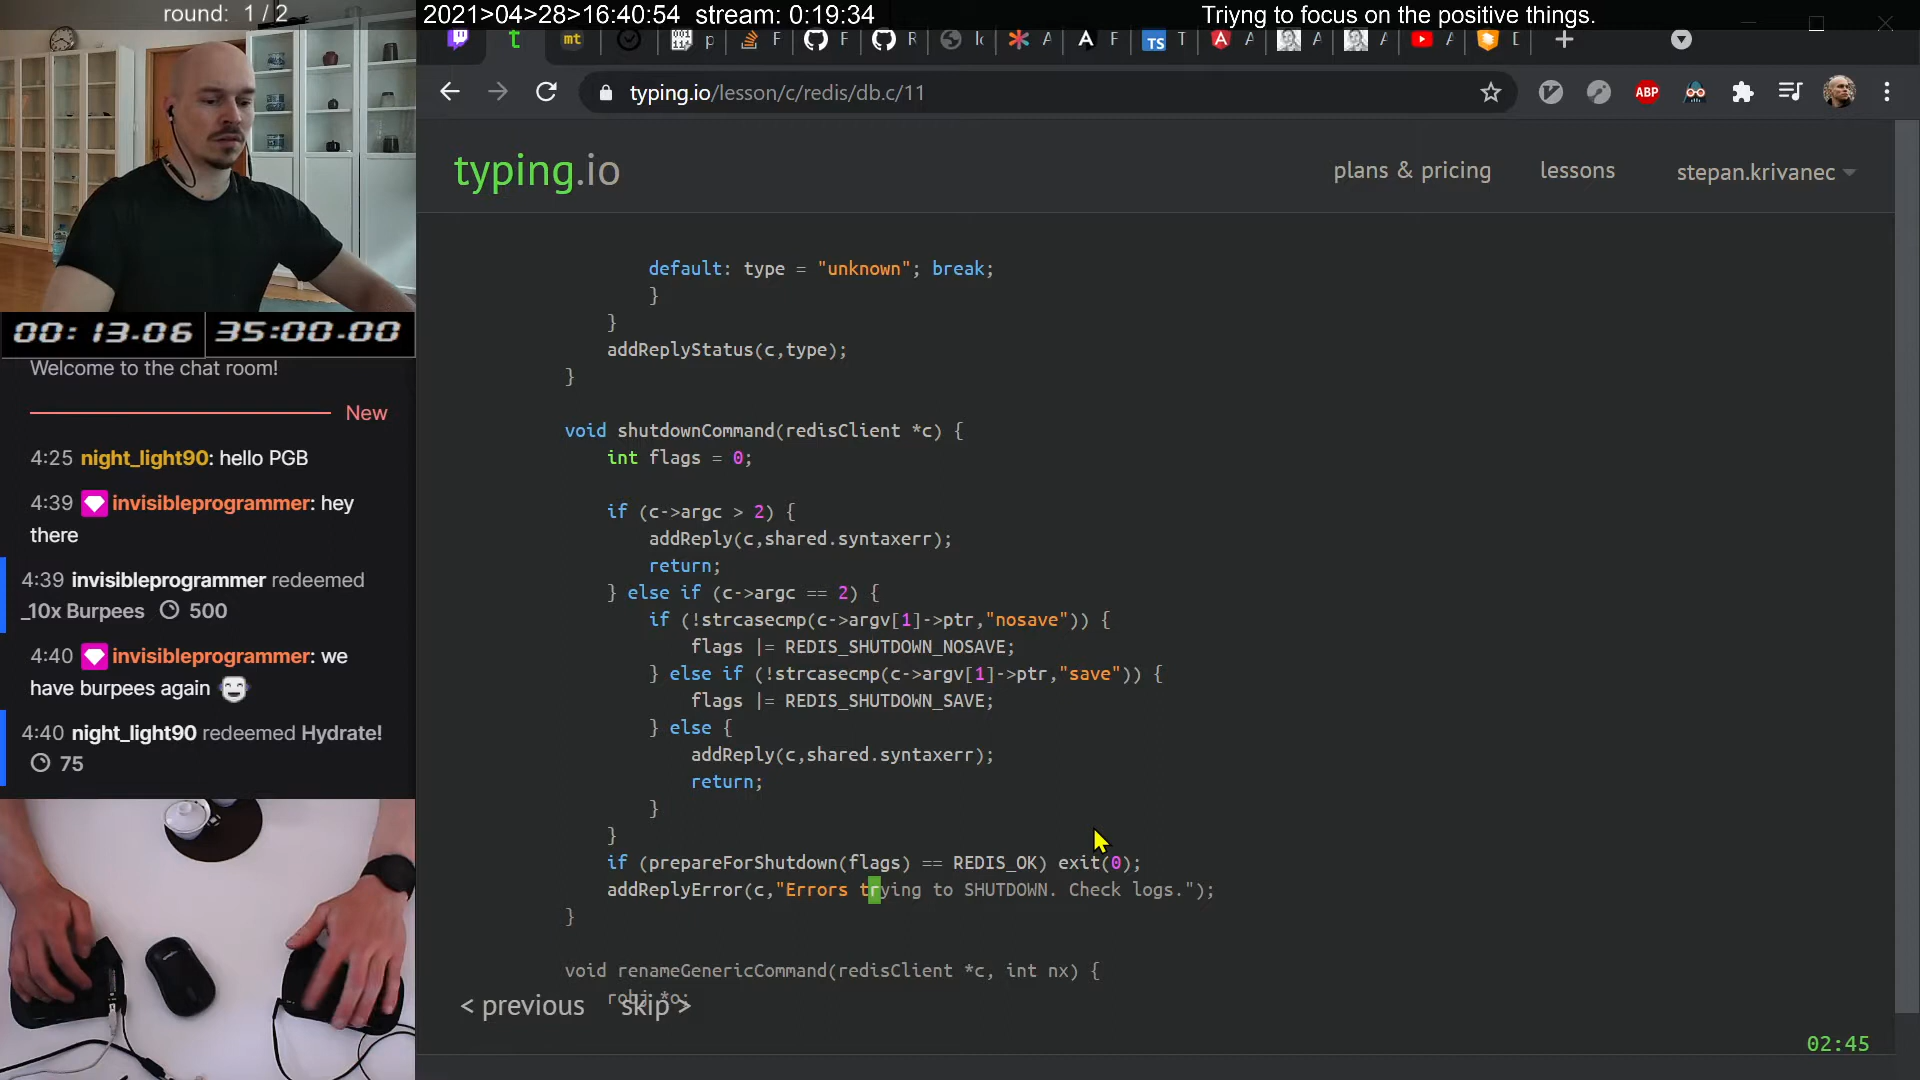 round: 1 / 2
2021>04>28>16:40:54 stream: 0:19:34
Triyng to focus on the positive things.
typing.io/lesson/c/redis/db.c/11
ABP
typing.io
plans & pricing
lessons
stepan.krivanec
default: type = "unknown"; break;
}
}
addReplyStatus(c,type);
}
void shutdownCommand(redisClient *c) {
int flags = 0;
if (c->argc > 2) {
addReply(c,shared.syntaxerr);
return;
} else if (c->argc == 2) {
if (!strcasecmp(c->argv[1]->ptr,"nosave")) {
flags |= REDIS_SHUTDOWN_NOSAVE;
} else if (!strcasecmp(c->argv[1]->ptr,"save")) {
flags |= REDIS_SHUTDOWN_SAVE;
} else {
addReply(c,shared.syntaxerr);
return;
}
}
if (prepareForShutdown(flags) == REDIS_OK) exit(0);
addReplyError(c,"Errors trying to SHUTDOWN. Check logs.");
}
void renameGenericCommand(redisClient *c, int nx) {
robj *o;
< previous
skip >
02:45
00:13.06
35:00.00
Welcome to the chat room!
New
4:25 night_light90: hello PGB
4:39 invisibleprogrammer: hey
there
4:39 invisibleprogrammer redeemed
_10x Burpees 500
4:40 invisibleprogrammer: we
have burpees again
4:40 night_light90 redeemed Hydrate!
75